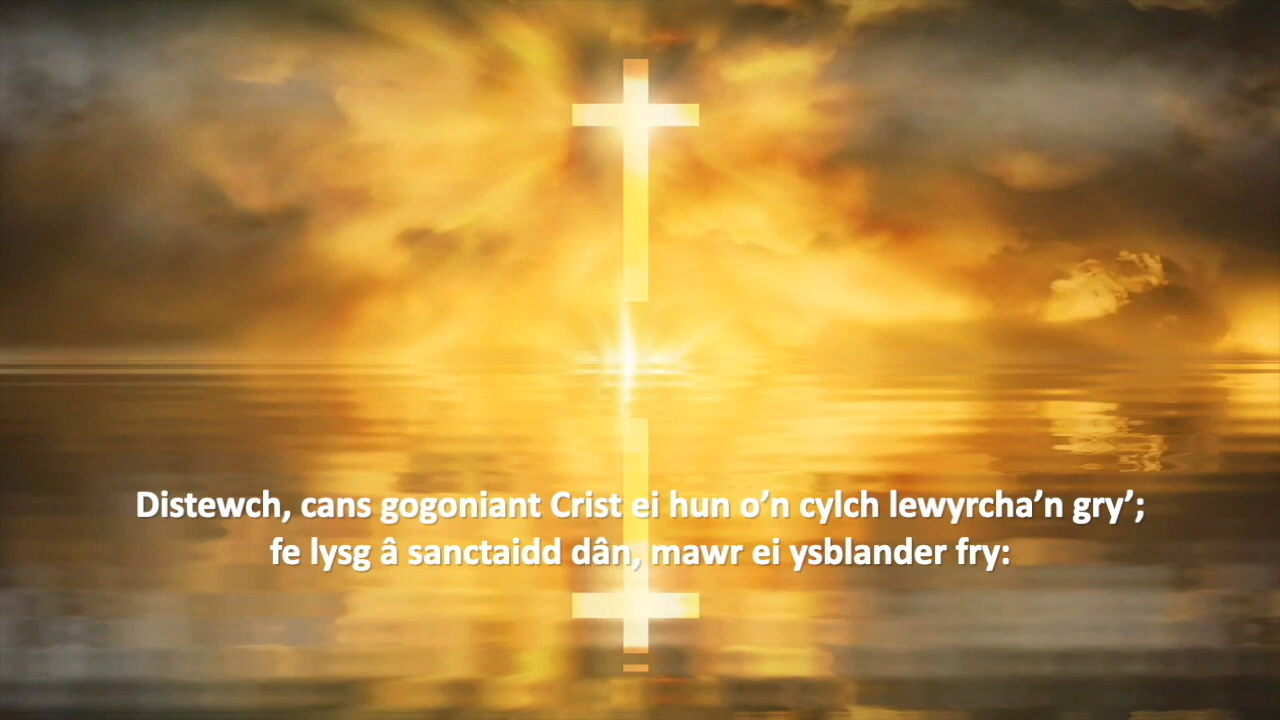 Distewch, cans gogoniant Crist ei hun o’n cylch lewyrcha’n gry’;
fe lysg â sanctaidd dân, mawr ei ysblander fry: